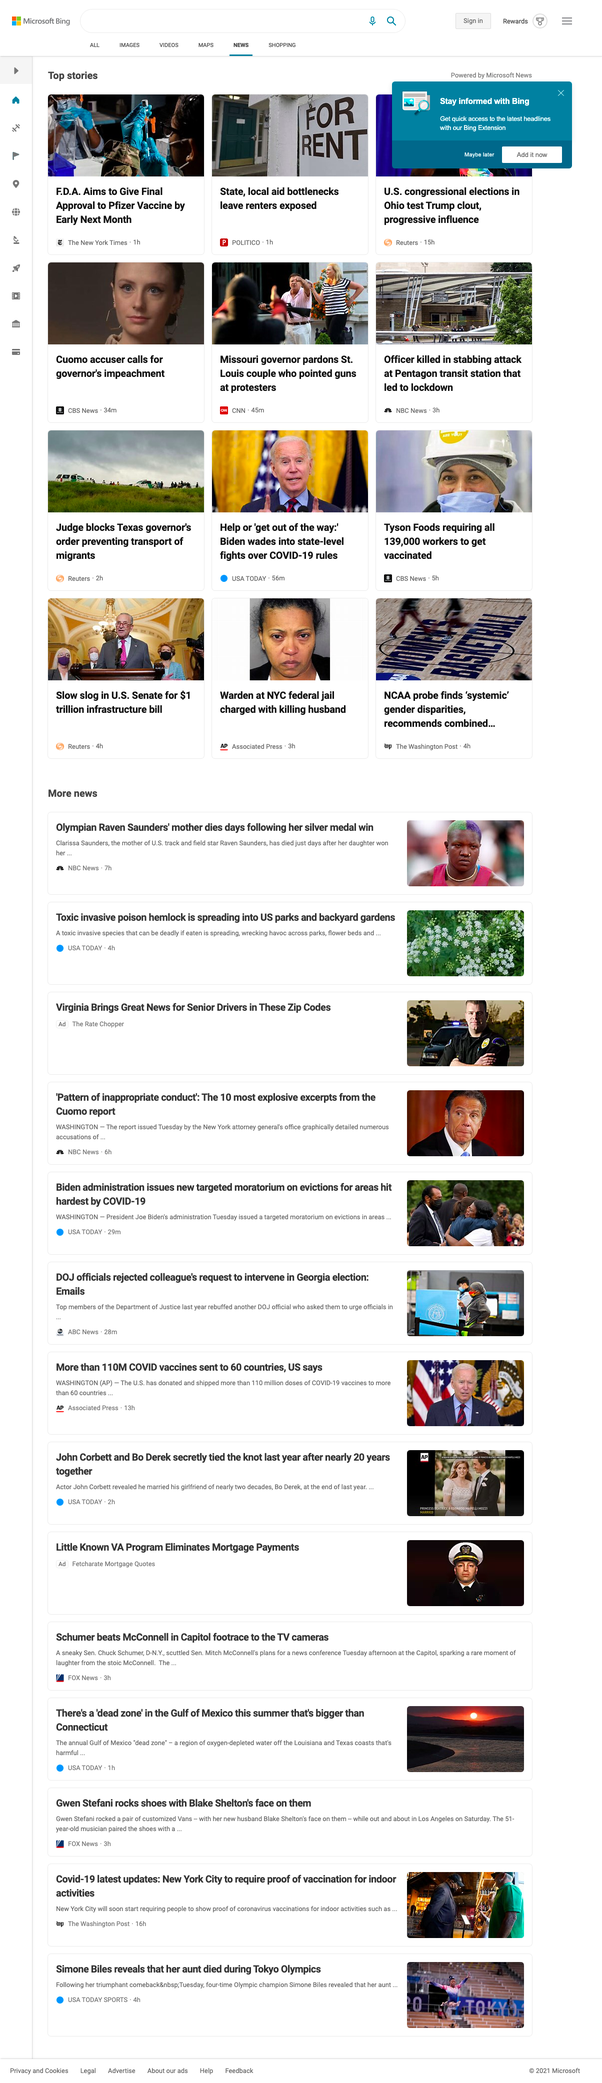 Microsoft Bing
Sign in
Rewards
ALL
IMAGES
VIDEOS
MAPS
NEWS
SHOPPING
Top stories
Powered by Microsoft News
Stay informed with Bing
Get quick access to the latest headlines
with our Bing Extension
Maybe later
Add it now
FOR
RENT
F.D.A. Aims to Give Final
Approval to Pfizer Vaccine by
Early Next Month
The New York Times · 1h
State, local aid bottlenecks
leave renters exposed
POLITICO · 1h
U.S. congressional elections in
Ohio test Trump clout,
progressive influence
Reuters · 15h
Cuomo accuser calls for
governor's impeachment
CBS News · 34m
Missouri governor pardons St.
Louis couple who pointed guns
at protesters
CNN · 45m
Officer killed in stabbing attack
at Pentagon transit station that
led to lockdown
NBC News · 3h
Judge blocks Texas governor's
order preventing transport of
migrants
Reuters · 2h
Help or 'get out of the way:'
Biden wades into state-level
fights over COVID-19 rules
USA TODAY · 56m
Tyson Foods requiring all
139,000 workers to get
vaccinated
CBS News · 5h
Slow slog in U.S. Senate for $1
trillion infrastructure bill
Reuters · 4h
Warden at NYC federal jail
charged with killing husband
AP Associated Press · 3h
WOMEN'S
BASKETBALL
NCAA probe finds ‘systemic’
gender disparities,
recommends combined...
wp The Washington Post · 4h
More news
Olympian Raven Saunders' mother dies days following her silver medal win
Clarissa Saunders, the mother of U.S. track and field star Raven Saunders, has died just days after her daughter won
her ...
NBC News · 7h
Toxic invasive poison hemlock is spreading into US parks and backyard gardens
A toxic invasive species that can be deadly if eaten is spreading, wrecking havoc across parks, flower beds and ...
USA TODAY · 4h
Virginia Brings Great News for Senior Drivers in These Zip Codes
Ad The Rate Chopper
'Pattern of inappropriate conduct': The 10 most explosive excerpts from the
Cuomo report
WASHINGTON — The report issued Tuesday by the New York attorney general's office graphically detailed numerous
accusations of ...
NBC News · 6h
Biden administration issues new targeted moratorium on evictions for areas hit
hardest by COVID-19
WASHINGTON — President Joe Biden's administration Tuesday issued a targeted moratorium on evictions in areas ...
USA TODAY · 29m
DOJ officials rejected colleague's request to intervene in Georgia election:
Emails
Top members of the Department of Justice last year rebuffed another DOJ official who asked them to urge officials in
...
ABC News · 28m
More than 110M COVID vaccines sent to 60 countries, US says
WASHINGTON (AP) — The U.S. has donated and shipped more than 110 million doses of COVID-19 vaccines to more
than 60 countries ...
AP Associated Press · 13h
John Corbett and Bo Derek secretly tied the knot last year after nearly 20 years
together
Actor John Corbett revealed he married his girlfriend of nearly two decades, Bo Derek, at the end of last year. ...
USA TODAY · 2h
AP
Little Known VA Program Eliminates Mortgage Payments
Ad Fetcharate Mortgage Quotes
Schumer beats McConnell in Capitol footrace to the TV cameras
A sneaky Sen. Chuck Schumer, D-N.Y., scuttled Sen. Mitch McConnell's plans for a news conference Tuesday afternoon at the Capitol, sparking a rare moment of
laughter from the stoic McConnell. The ...
FOX News · 3h
There's a 'dead zone' in the Gulf of Mexico this summer that's bigger than
Connecticut
The annual Gulf of Mexico "dead zone" – a region of oxygen-depleted water off the Louisiana and Texas coasts that's
harmful ...
USA TODAY · 1h
Gwen Stefani rocks shoes with Blake Shelton's face on them
Gwen Stefani rocked a pair of customized Vans – with her new husband Blake Shelton's face on them – while out and about in Los Angeles on Saturday. The 51-
year-old musician paired the shoes with a ...
FOX News · 3h
Covid-19 latest updates: New York City to require proof of vaccination for indoor
activities
New York City will soon start requiring people to show proof of coronavirus vaccinations for indoor activities such as ...
wp The Washington Post · 16h
Simone Biles reveals that her aunt died during Tokyo Olympics
Following her triumphant comeback&nbsp;Tuesday, four-time Olympic champion Simone Biles revealed that her aunt ...
USA TODAY SPORTS · 4h
TOKYO
Privacy and Cookies
Legal
Advertise
About our ads
Help
Feedback
© 2021 Microsoft